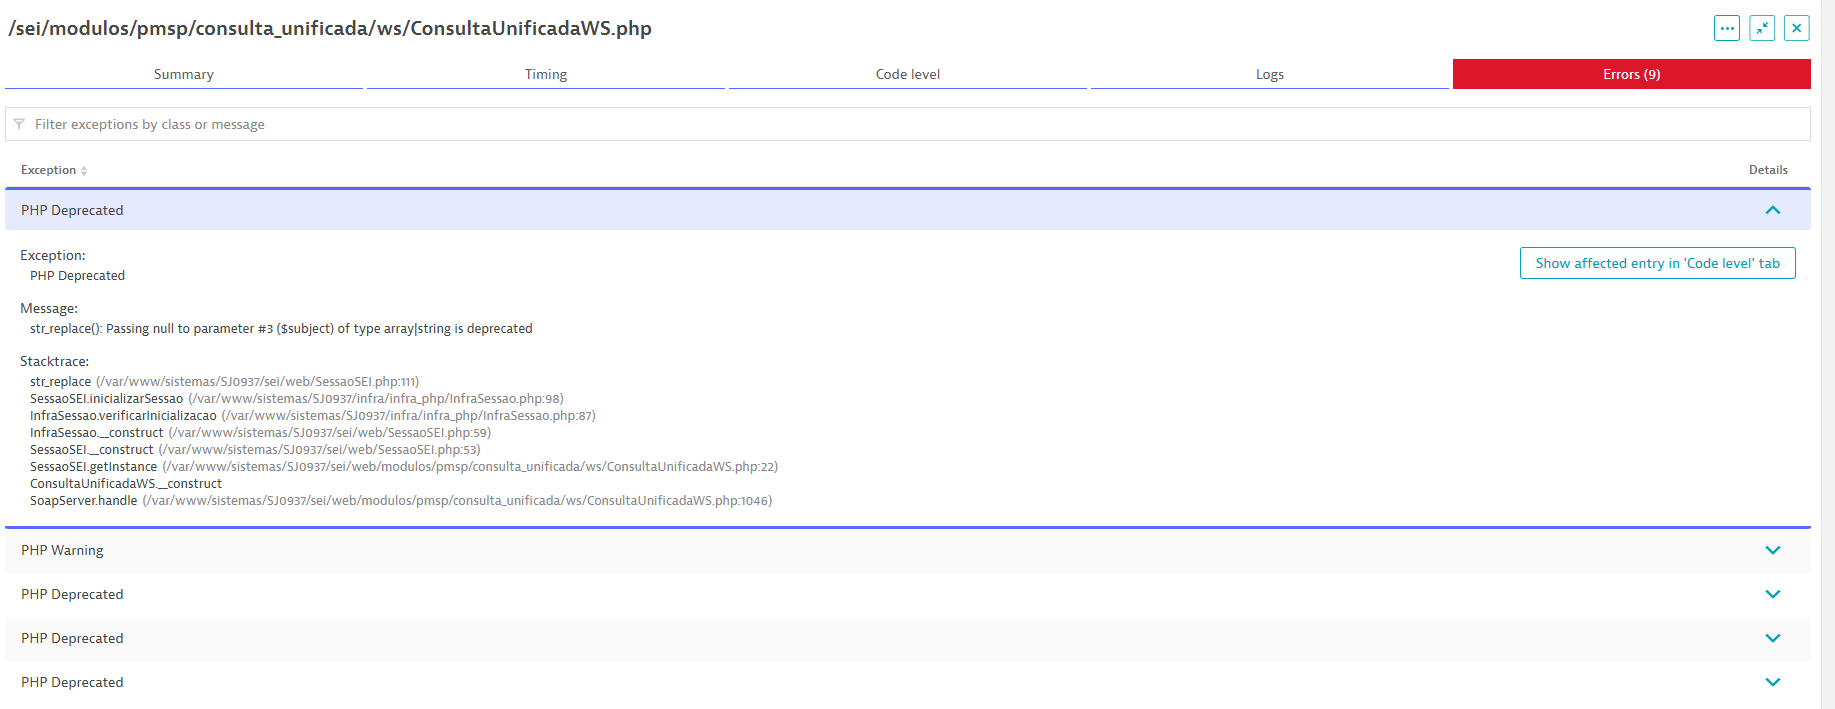 /sei/modulos/pmsp/consulta_unificada/ws/ConsultaUnificadaWS.php
Summary
Timing
Code level
Logs
Errors (9)
Filter exceptions by class or message
Exception
Details
PHP Deprecated
Exception:
PHP Deprecated
Show affected entry in 'Code level' tab
Message:
str_replace(): Passing null to parameter #3 ($subject) of type array|string is deprecated
Stacktrace:
str_replace (/var/www/sistemas/SJ0937/sei/web/SessaoSEI.php:111)
SessaoSEI.inicializarSessao (/var/www/sistemas/SJ0937/infra/infra_php/InfraSessao.php:98)
InfraSessao.verificarInicializacao (/var/www/sistemas/SJ0937/infra/infra_php/InfraSessao.php:87)
InfraSessao.__construct (/var/www/sistemas/SJ0937/sei/web/SessaoSEI.php:59)
SessaoSEI.__construct (/var/www/sistemas/SJ0937/sei/web/SessaoSEI.php:53)
SessaoSEI.getInstance (/var/www/sistemas/SJ0937/sei/web/modulos/pmsp/consulta_unificada/ws/ConsultaUnificadaWS.php:22)
ConsultaUnificadaWS.__construct
SoapServer.handle (/var/www/sistemas/SJ0937/sei/web/modulos/pmsp/consulta_unificada/ws/ConsultaUnificadaWS.php:1046)
PHP Warning
PHP Deprecated
PHP Deprecated
PHP Deprecated